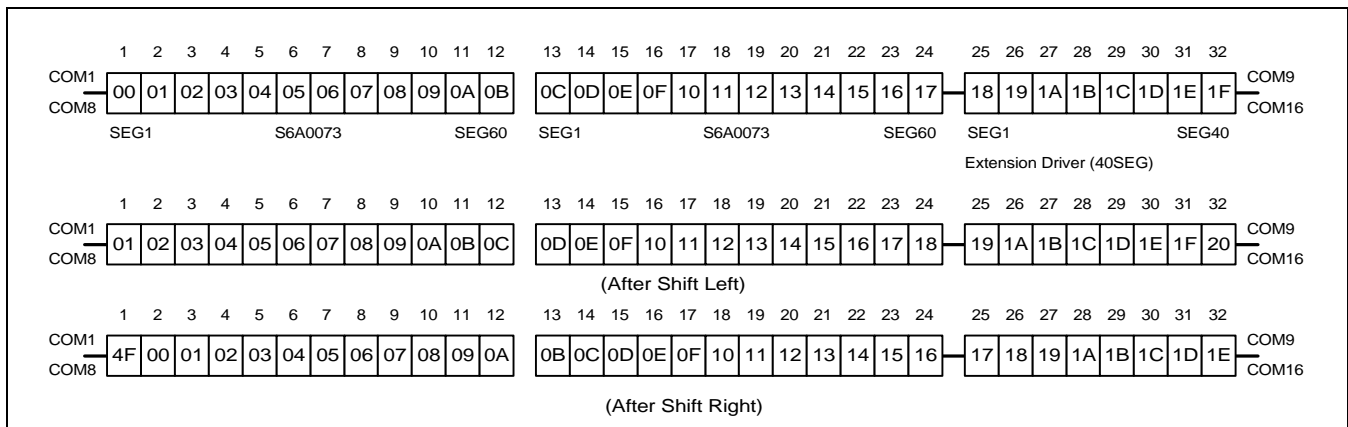 1 2 3 4 5 6 7 8 9 10 11 12 13 14 15 16 17 18 19 20 21 22 23 24 25 26 27 28 29 30 31 32
COM1 COM9
00 01 02 03 04 05 06 07 08 09 0A 0B 0C 0D 0E 0F 10 11 12 13 14 15 16 17 18 19 1A 1B 1C 1D 1E 1F
COM8 COM16
SEG1 S6A0073 SEG60 SEG1 S6A0073 SEG60 SEG1 SEG40
Extension Driver (40SEG)
1 2 3 4 5 6 7 8 9 10 11 12 13 14 15 16 17 18 19 20 21 22 23 24 25 26 27 28 29 30 31 32
COM1 COM9
01 02 03 04 05 06 07 08 09 0A 0B 0C 0D 0E 0F 10 11 12 13 14 15 16 17 18 19 1A 1B 1C 1D 1E 1F 20
COM8 COM16
(After Shift Left)
1 2 3 4 5 6 7 8 9 10 11 12 13 14 15 16 17 18 19 20 21 22 23 24 25 26 27 28 29 30 31 32
COM1 COM9
4F 00 01 02 03 04 05 06 07 08 09 0A 0B 0C 0D 0E 0F 10 11 12 13 14 15 16 17 18 19 1A 1B 1C 1D 1E
COM8 COM16
(After Shift Right)